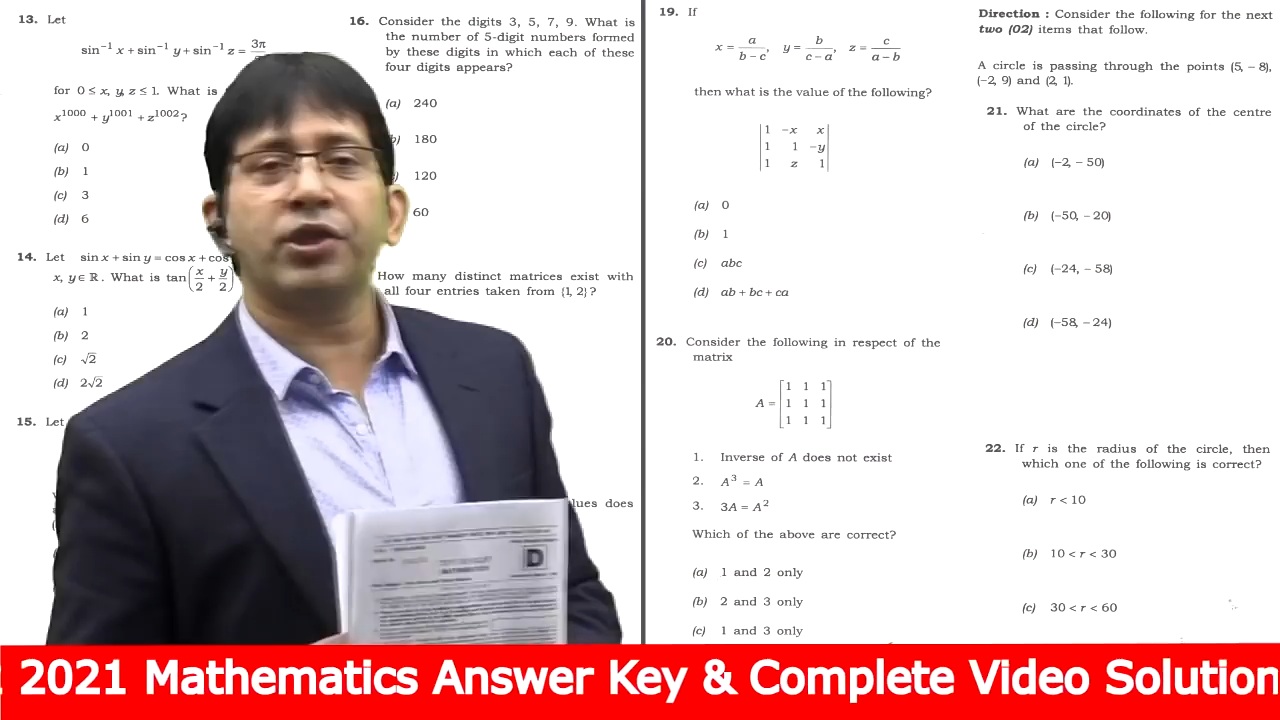 13. Let
sin⁻¹ x + sin⁻¹ y + sin⁻¹ z = 3π
for 0 ≤ x, y, z ≤ 1. What is
x¹⁰⁰⁰ + y¹⁰⁰¹ + z¹⁰⁰² ?
(a) 0
(b) 1
(c) 3
(d) 6
14. Let sin x + sin y = cos x + cos
x, y ∈ ℝ. What is tan(x/2 + y/2)
(a) 1
(b) 2
(c) √2
(d) 2√2
15. Let
16. Consider the digits 3, 5, 7, 9. What is
the number of 5-digit numbers formed
by these digits in which each of these
four digits appears?
(a) 240
b) 180
) 120
60
How many distinct matrices exist with
all four entries taken from {1, 2}?
lues does
D
19. If
x = a/(b – c), y = b/(c – a), z = c/(a – b)
then what is the value of the following?
|1 –x x|
|1 1 –y|
|1 z 1|
(a) 0
(b) 1
(c) abc
(d) ab + bc + ca
20. Consider the following in respect of the
matrix
[1 1 1]
A = [1 1 1]
[1 1 1]
1. Inverse of A does not exist
2. A³ = A
3. 3A = A²
Which of the above are correct?
(a) 1 and 2 only
(b) 2 and 3 only
(c) 1 and 3 only
Direction : Consider the following for the next
two (02) items that follow.
A circle is passing through the points (5, – 8),
(–2, 9) and (2, 1).
21. What are the coordinates of the centre
of the circle?
(a) (–2, – 50)
(b) (–50, – 20)
(c) (–24, – 58)
(d) (–58, – 24)
22. If r is the radius of the circle, then
which one of the following is correct?
(a) r < 10
(b) 10 < r < 30
(c) 30 < r < 60
2021 Mathematics Answer Key & Complete Video Solution